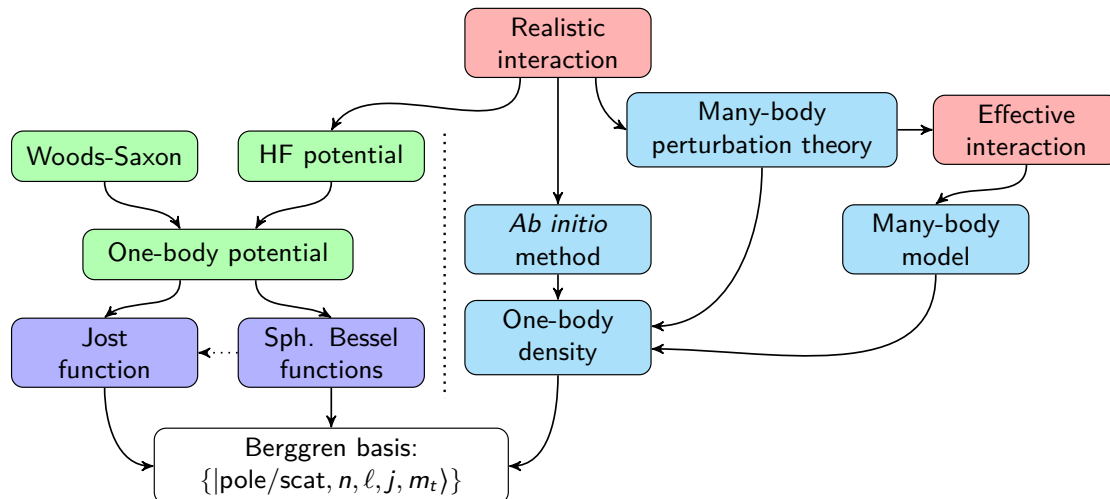 Realistic
interaction
Many-body
perturbation theory
Effective
interaction
Woods-Saxon
HF potential
Ab initio
method
Many-body
model
One-body potential
Jost
function
Sph. Bessel
functions
One-body
density
Berggren basis:
{|pole/scat, n, ℓ, j, m_t⟩}